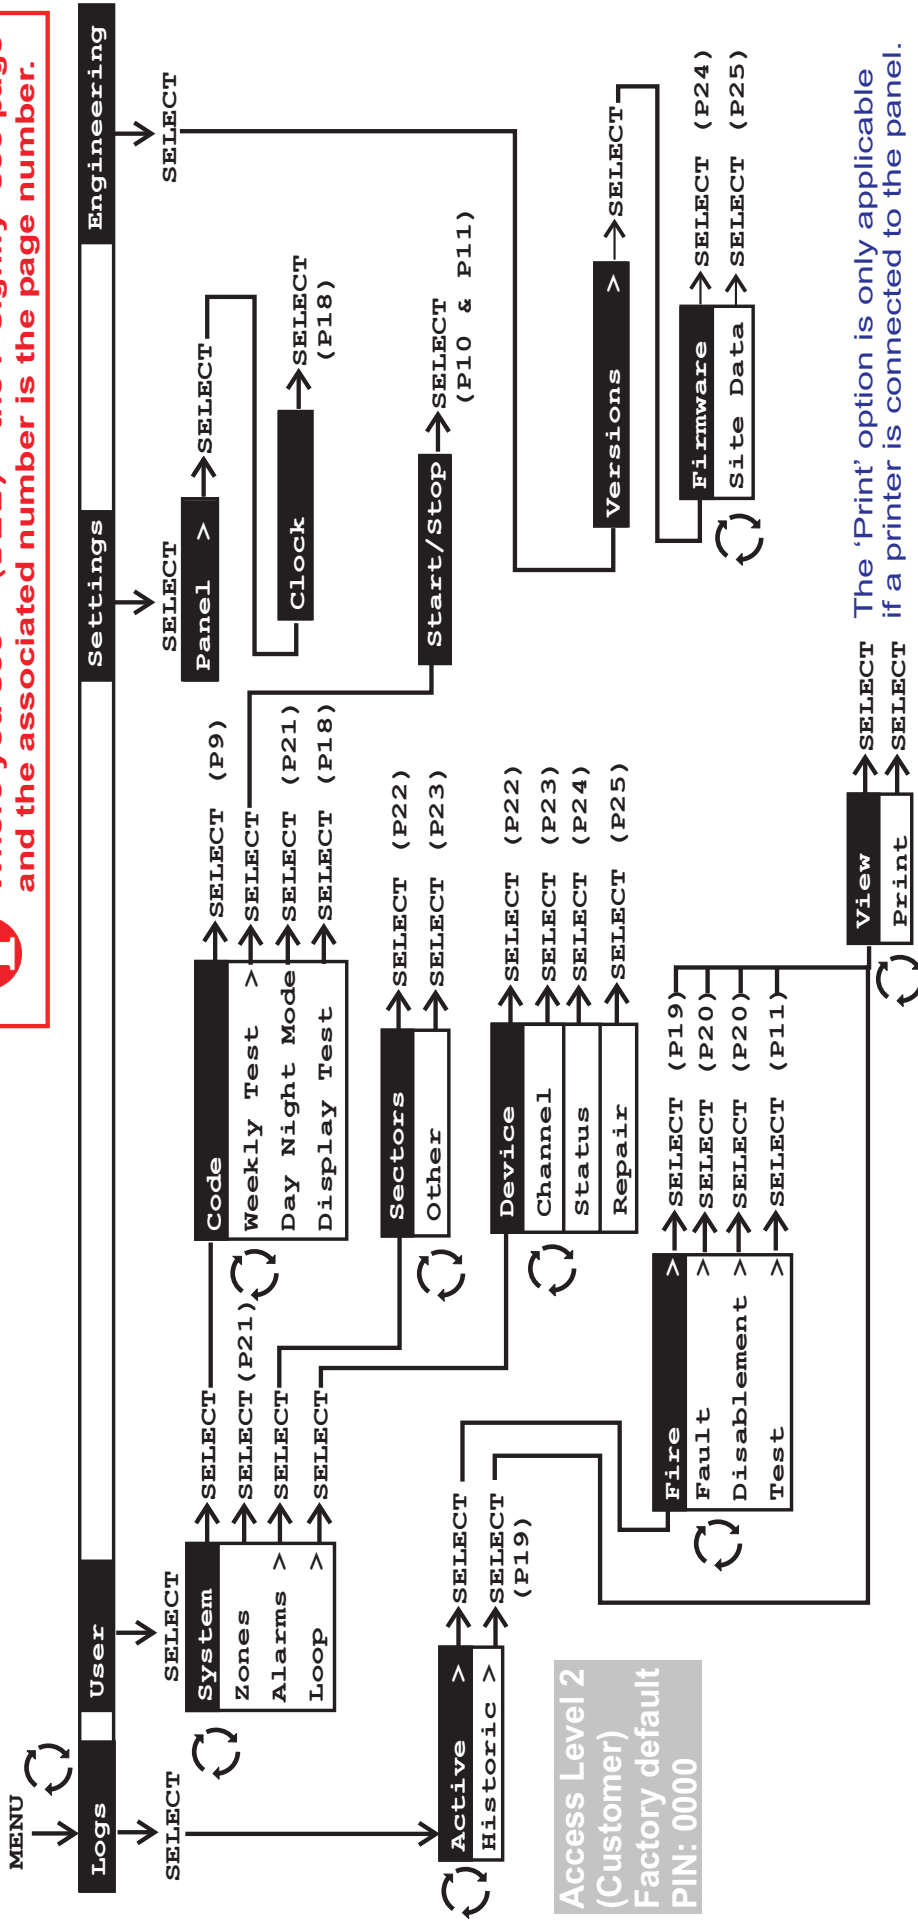 and the associated number is the page number.
MENU
Logs
User
Settings
Engineering
SELECT
SELECT
SELECT
SELECT
System
Zones
Alarms >
Loop >
SELECT
SELECT(P21)
SELECT
SELECT
Code
Weekly Test >
Day Night Mode
Display Test
SELECT (P9)
SELECT
SELECT (P21)
SELECT (P18)
Panel >
SELECT
Clock
SELECT
(P18)
Start/Stop
SELECT
(P10 & P11)
Sectors
Other
SELECT (P22)
SELECT (P23)
Device
Channel
Status
Repair
SELECT (P22)
SELECT (P23)
SELECT (P24)
SELECT (P25)
Versions >
SELECT
Firmware
Site Data
SELECT (P24)
SELECT (P25)
Active >
Historic >
SELECT
SELECT
(P19)
Fire >
Fault >
Disablement >
Test >
SELECT (P19)
SELECT (P20)
SELECT (P20)
SELECT (P11)
View
Print
SELECT
SELECT
Access Level 2
(Customer)
Factory default
PIN: 0000
The ‘Print’ option is only applicable
if a printer is connected to the panel.